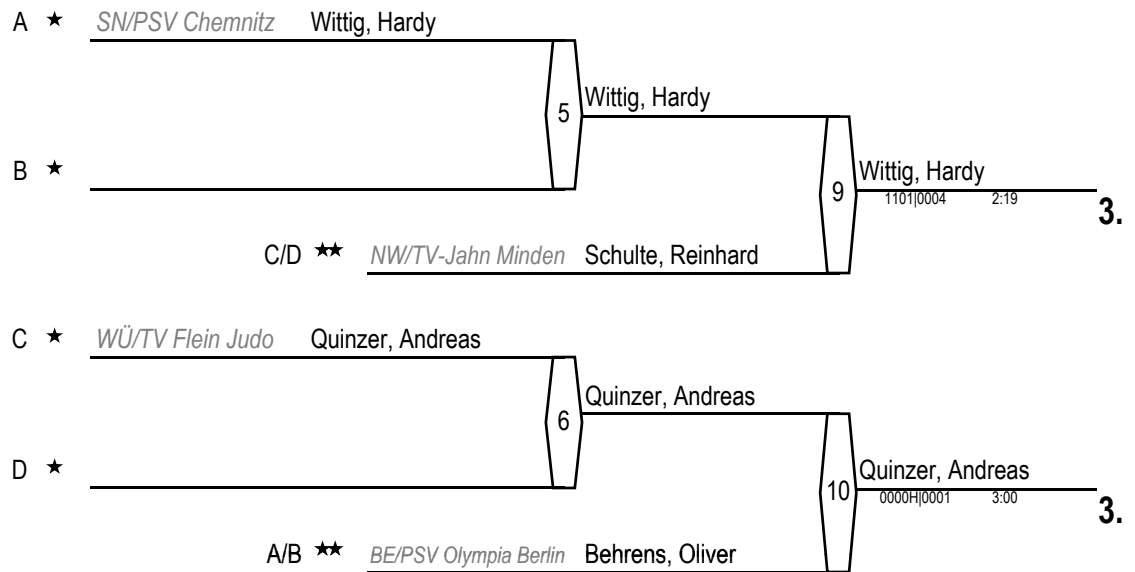 A ★ SN/PSV Chemnitz Wittig, Hardy
5 Wittig, Hardy
B ★
9 Wittig, Hardy
1101|0004 2:19
3.
C/D ★★ NW/TV-Jahn Minden Schulte, Reinhard
C ★ WÜ/TV Flein Judo Quinzer, Andreas
6 Quinzer, Andreas
D ★
10 Quinzer, Andreas
0000H|0001 3:00
3.
A/B ★★ BE/PSV Olympia Berlin Behrens, Oliver